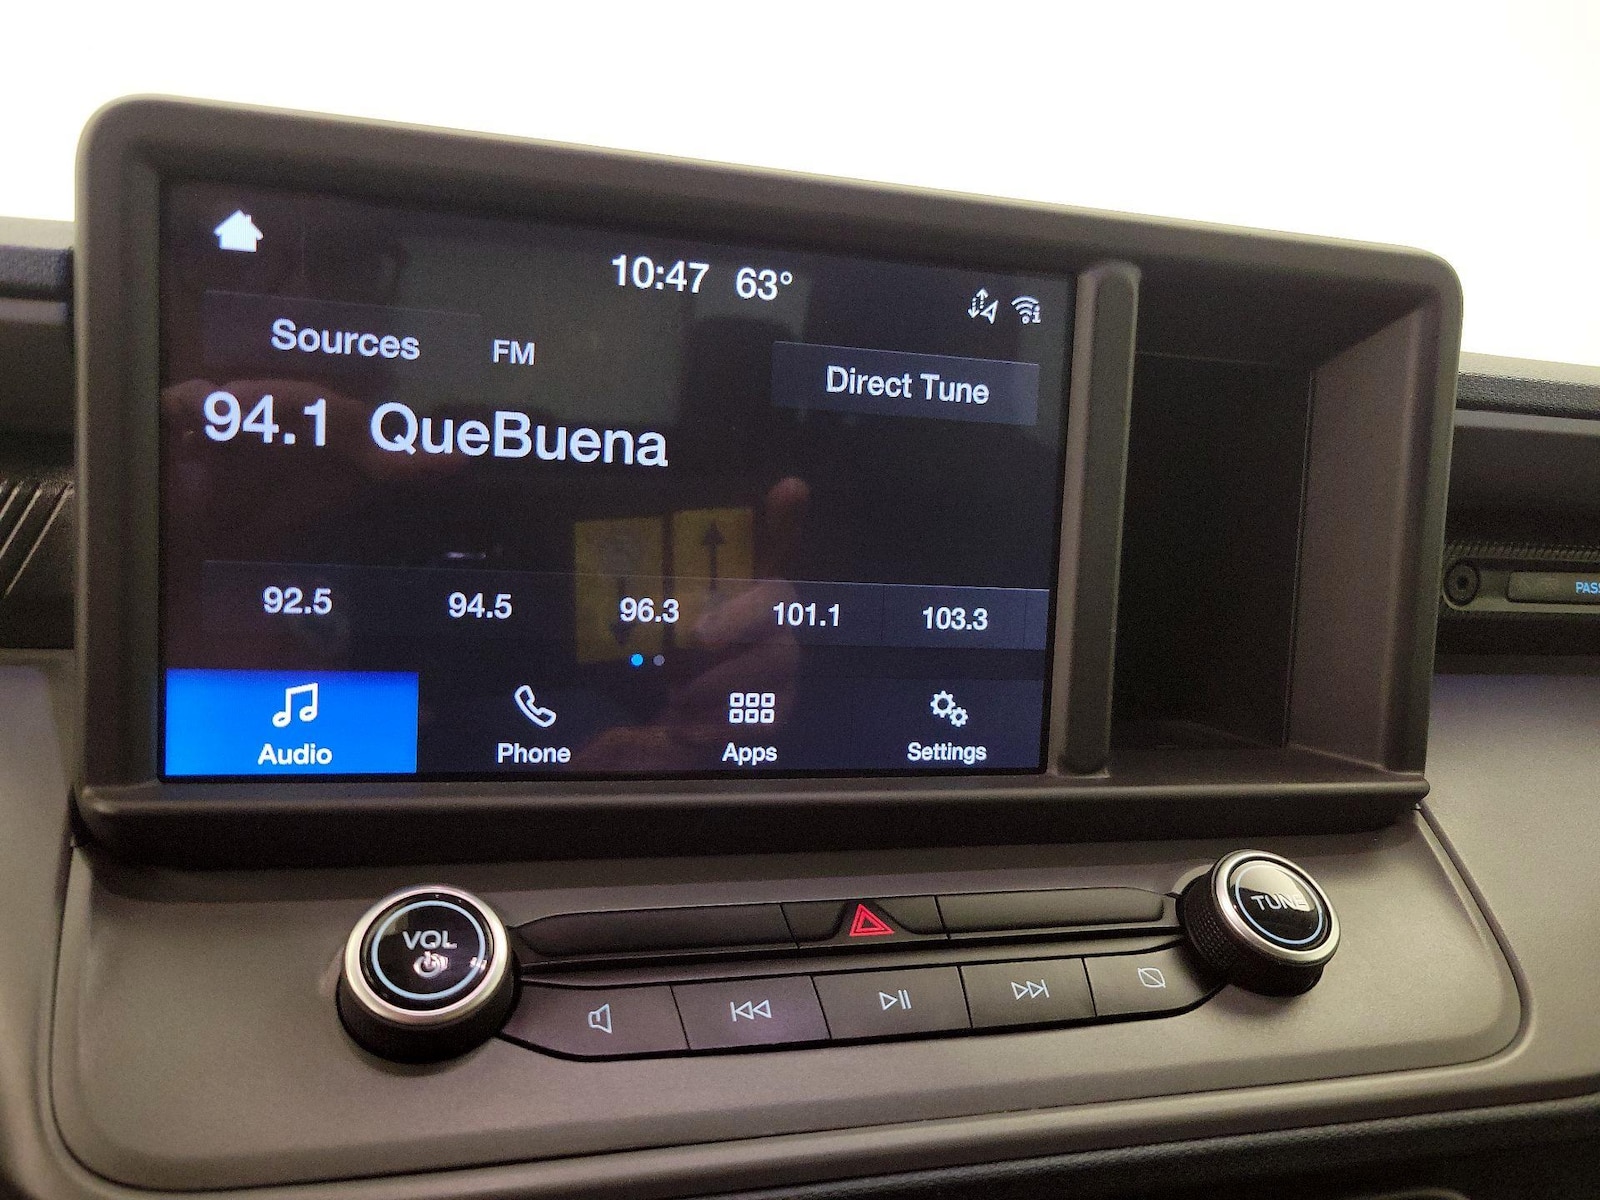 10:47 63°
Sources FM
Direct Tune
94.1 QueBuena
92.5 94.5 96.3 101.1 103.3
Audio Phone Apps Settings
VOL
TUNE
PASS